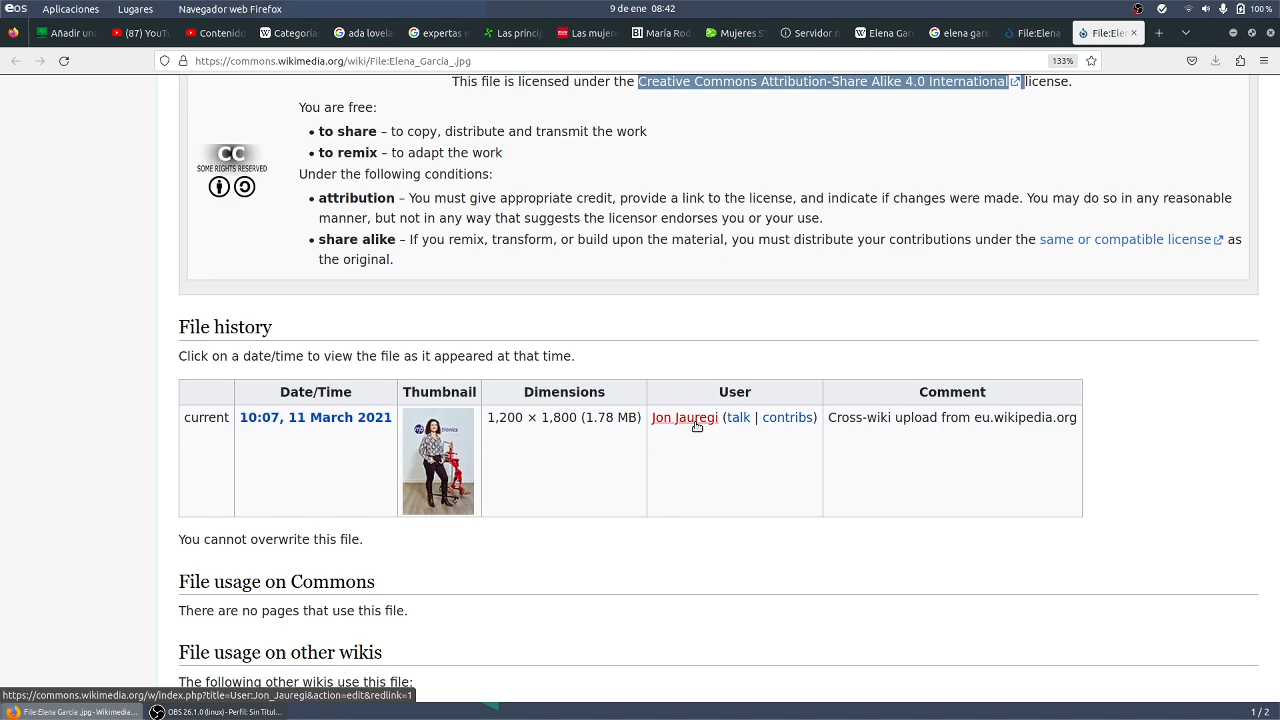 eos Aplicaciones Lugares Navegador web Firefox 9 de ene 08:42 100 %
Añadir una (87) YouTu Contenido Categoría ada lovela expertas e Las princip Las mujer María Rod Mujeres S Servidor Elena Gar elena garc File:Elena File:Elen
https://commons.wikimedia.org/wiki/File:Elena_García_.jpg 133%
This file is licensed under the Creative Commons Attribution-Share Alike 4.0 International license.
You are free:
• to share – to copy, distribute and transmit the work
• to remix – to adapt the work
CC
SOME RIGHTS RESERVED
Under the following conditions:
• attribution – You must give appropriate credit, provide a link to the license, and indicate if changes were made. You may do so in any reasonable
manner, but not in any way that suggests the licensor endorses you or your use.
• share alike – If you remix, transform, or build upon the material, you must distribute your contributions under the same or compatible license as
the original.
File history
Click on a date/time to view the file as it appeared at that time.
Date/Time Thumbnail Dimensions User Comment
current 10:07, 11 March 2021 1,200 × 1,800 (1.78 MB) Jon Jauregi (talk | contribs) Cross-wiki upload from eu.wikipedia.org
You cannot overwrite this file.
File usage on Commons
There are no pages that use this file.
File usage on other wikis
The following other wikis use this file:
https://commons.wikimedia.org/w/index.php?title=User:Jon_Jauregi&action=edit&redlink=1
File:Elena García .jpg - Wikimedia... OBS 26.1.0 (linux) - Perfil: Sin Títul... 1 / 2